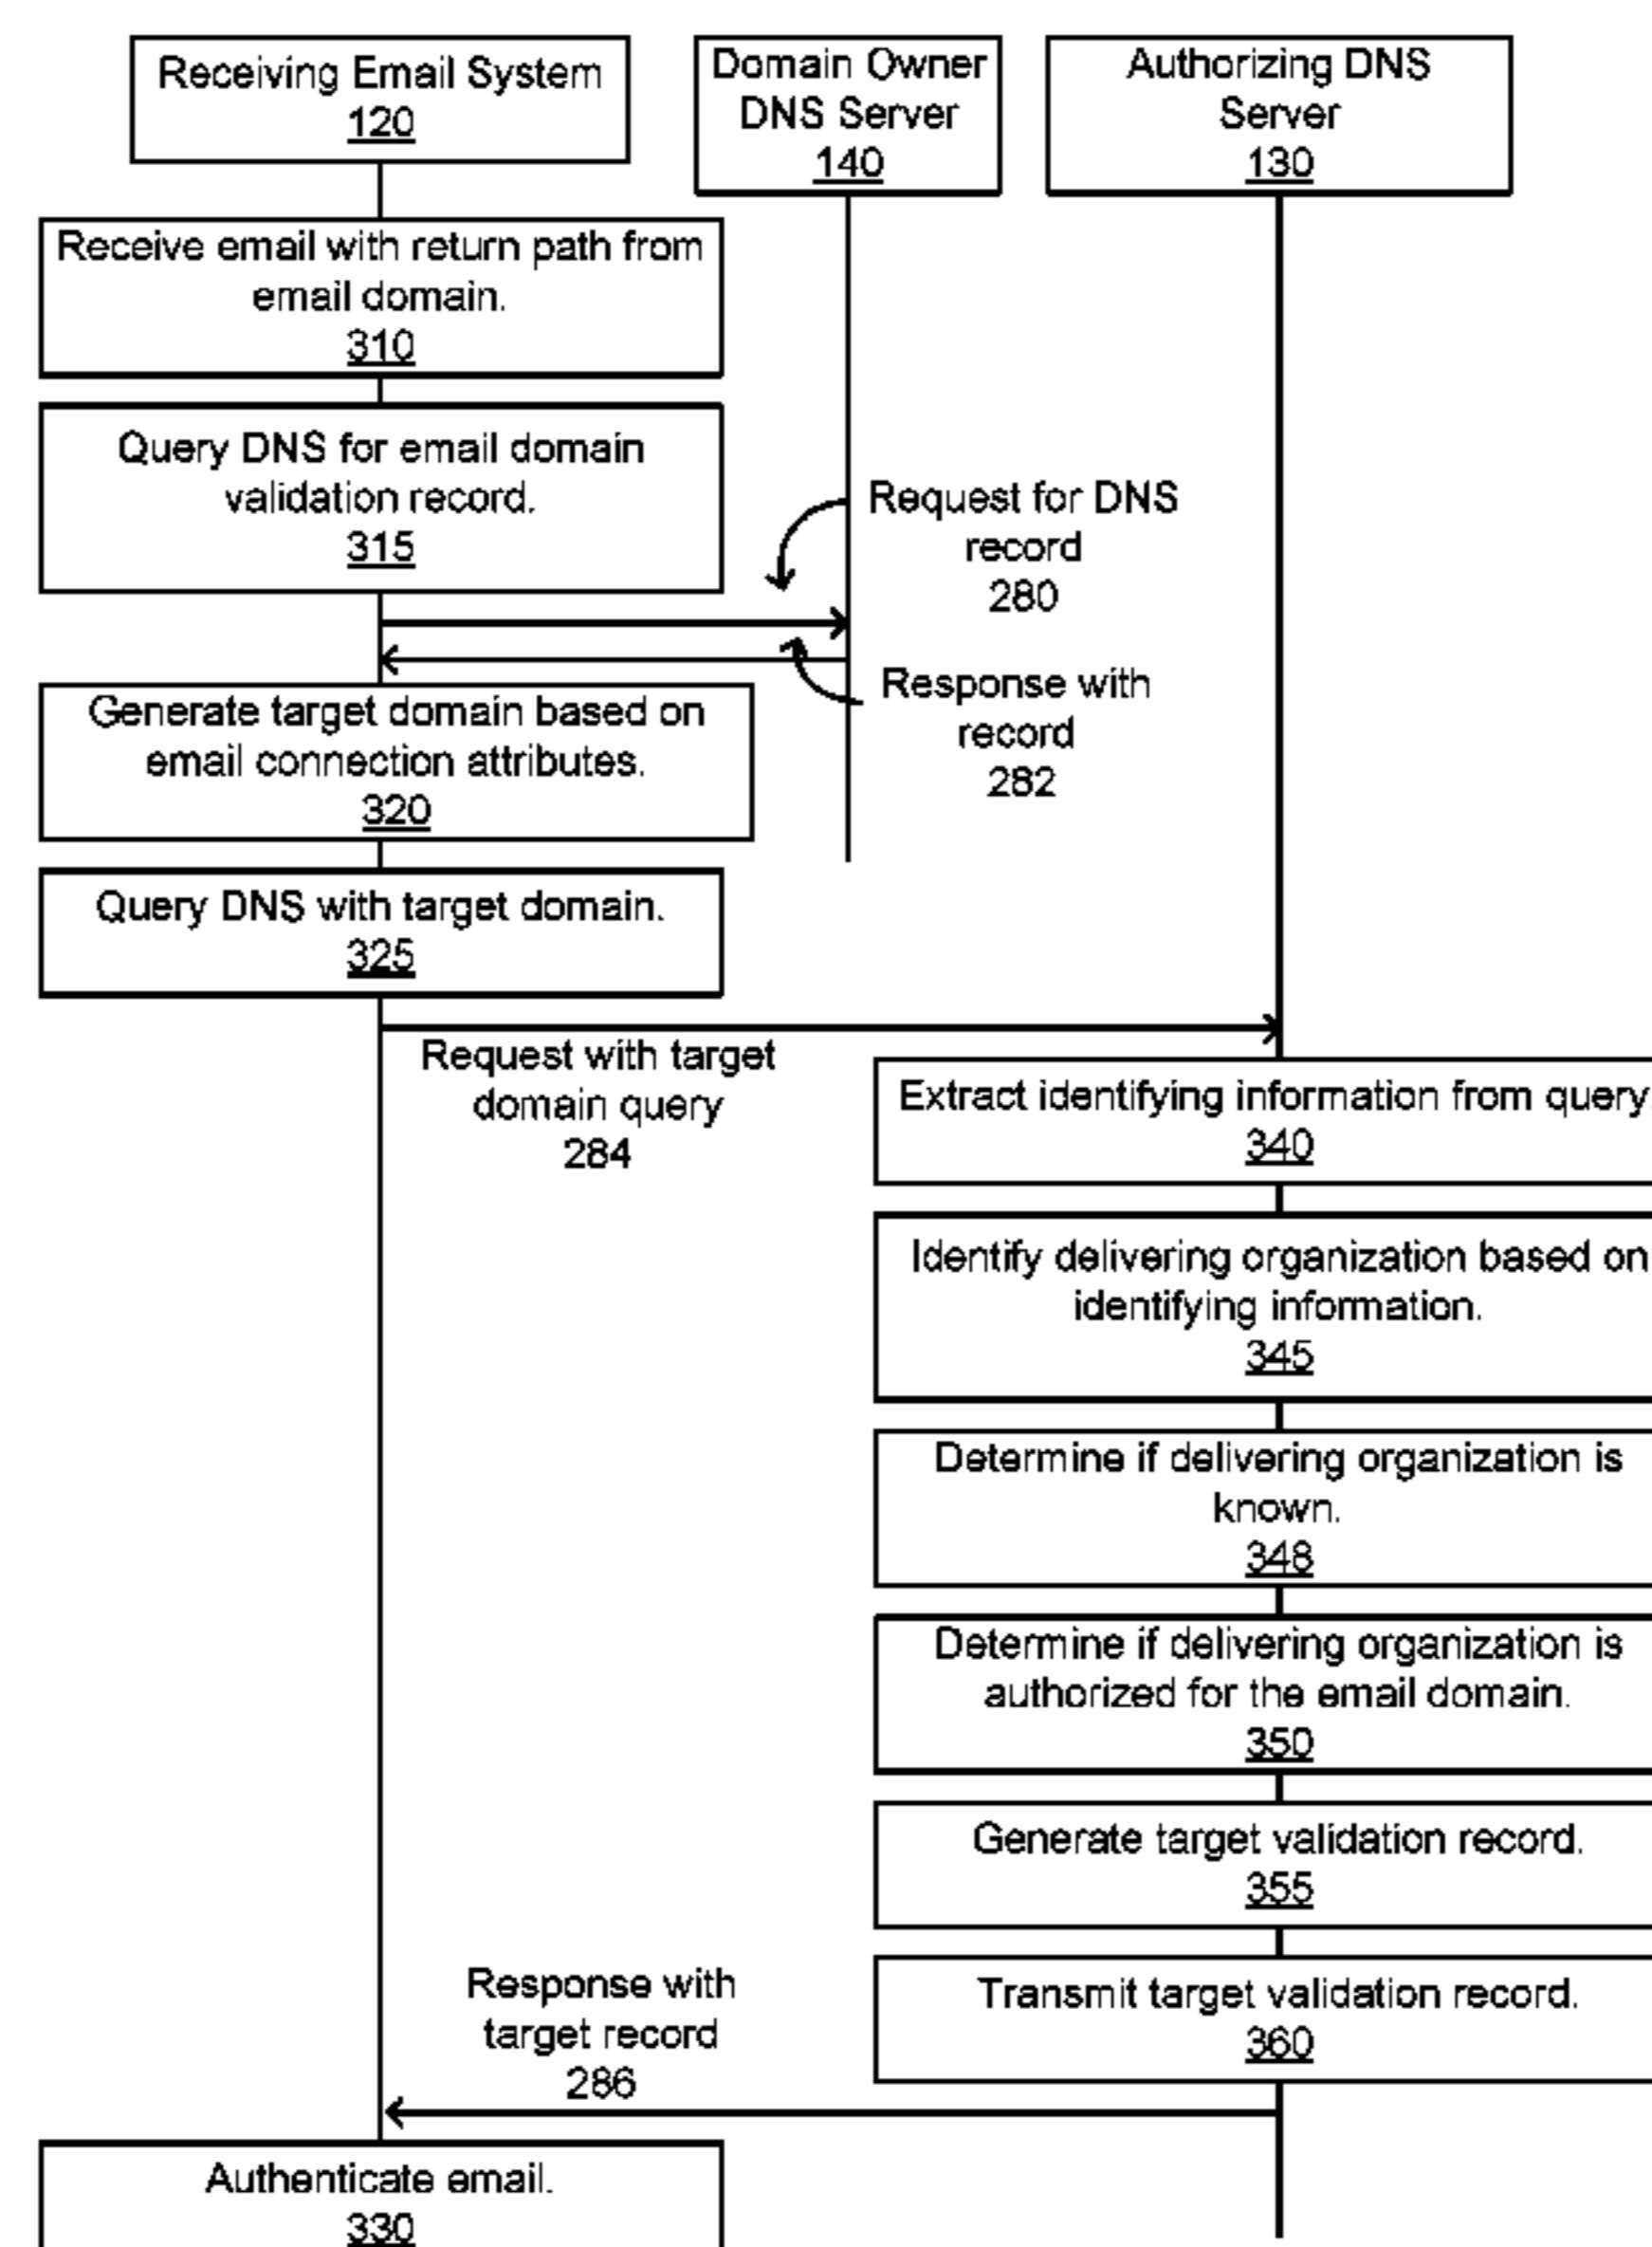 Receiving Email System
120
Domain Owner
DNS Server
140
Authorizing DNS
Server
130
Receive email with return path from
email domain.
310
Query DNS for email domain
validation record.
315
Request for DNS
record
280
Response with
record
282
Generate target domain based on
email connection attributes.
320
Query DNS with target domain.
325
Request with target
domain query
284
Extract identifying information from query
340
Identify delivering organization based on
identifying information.
345
Determine if delivering organization is
known.
348
Determine if delivering organization is
authorized for the email domain.
350
Generate target validation record.
355
Transmit target validation record.
360
Response with
target record
286
Authenticate email.
330